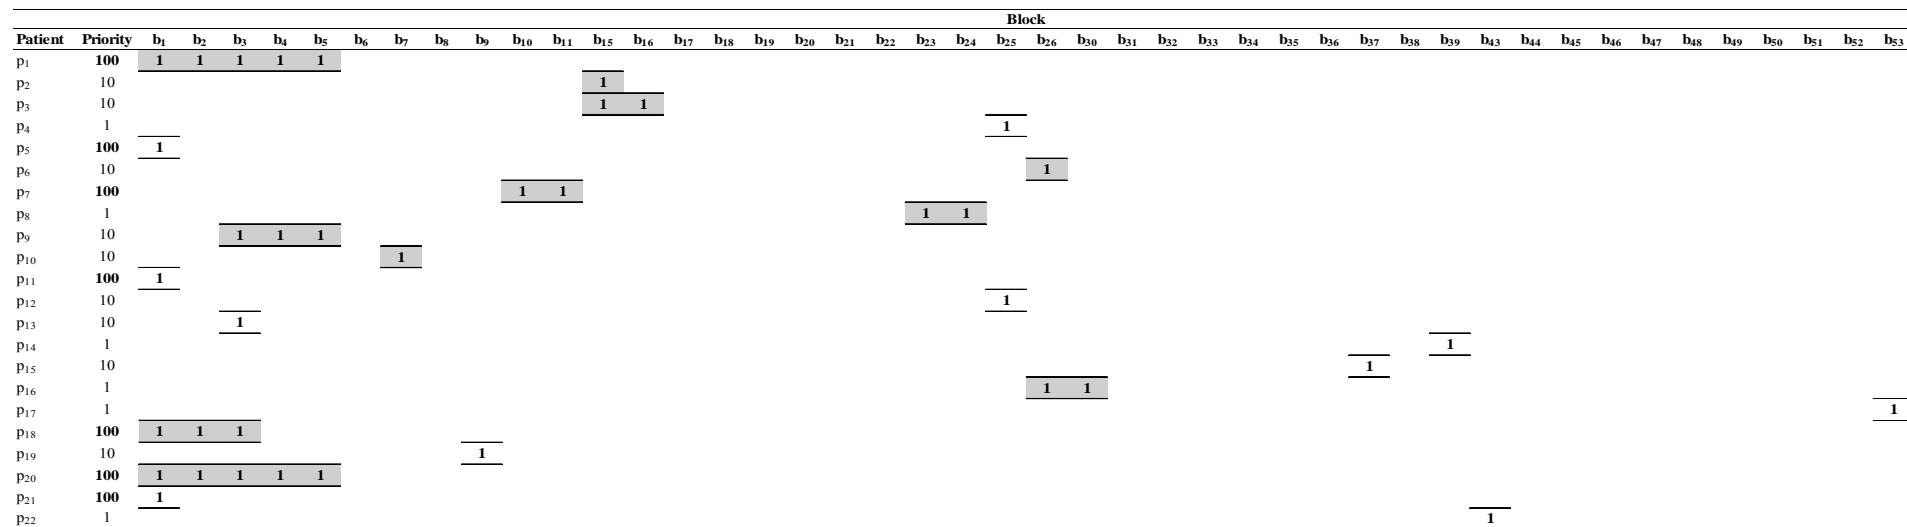 Block
Patient Priority b1 b2 b3 b4 b5 b6 b7 b8 b9 b10 b11 b15 b16 b17 b18 b19 b20 b21 b22 b23 b24 b25 b26 b30 b31 b32 b33 b34 b35 b36 b37 b38 b39 b43 b44 b45 b46 b47 b48 b49 b50 b51 b52 b53
p1 100 1 1 1 1 1
p2 10 1
p3 10 1 1
p4 1 1
p5 100 1
p6 10 1
p7 100 1 1
p8 1 1 1
p9 10 1 1 1
p10 10 1
p11 100 1
p12 10 1
p13 10 1
p14 1 1
p15 10 1
p16 1 1 1
p17 1 1
p18 100 1 1 1
p19 10 1
p20 100 1 1 1 1 1
p21 100 1
p22 1 1